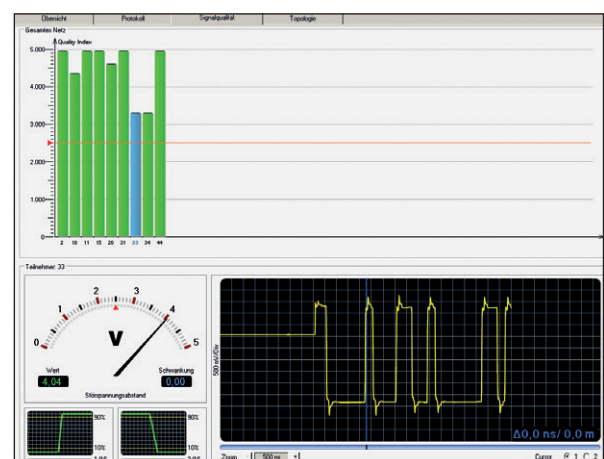 Übersicht Protokoll Signalqualität Topologie
Gesamtes Netz
Quality Index
5.000
4.000
3.000
2.000
1.000
0
2 10 11 15 20 21 33 34 44
Teilnehmer: 33
0 1 2 3 4 5
V
Wert Schwankung
4,04 0,00
Störspannungsabstand
90% 90%
10% 10%
500 mV/Div
Δ0,0 ns/ 0,0 m
Zoom -| 500 ns +| Cursor 1 2